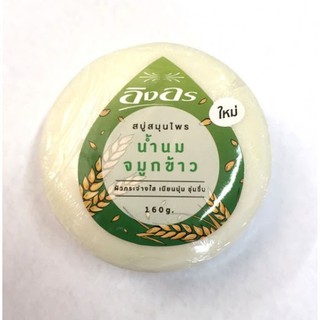 อิงอร
ใหม่
สบู่สมุนไพร
น้ำนม
จมูกข้าว
ผิวกระจ่างใส เนียนนุ่ม ชุ่มชื่น
160g.